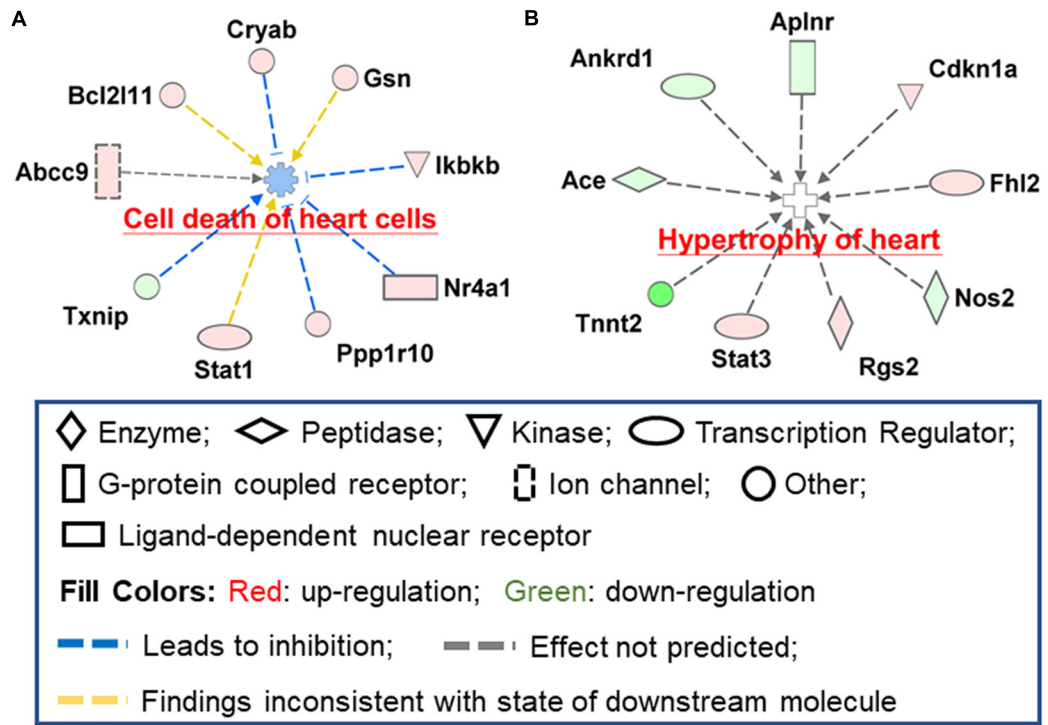 A
Cryab
Gsn
Bcl2l11
Abcc9
Ikbkb
Cell death of heart cells
Txnip
Nr4a1
Stat1
Ppp1r10
B
Aplnr
Ankrd1
Cdkn1a
Ace
Fhl2
Hypertrophy of heart
Tnnt2
Nos2
Stat3
Rgs2
Enzyme; Peptidase; Kinase; Transcription Regulator;
G-protein coupled receptor; Ion channel; Other;
Ligand-dependent nuclear receptor
Fill Colors: Red: up-regulation; Green: down-regulation
Leads to inhibition; Effect not predicted;
Findings inconsistent with state of downstream molecule